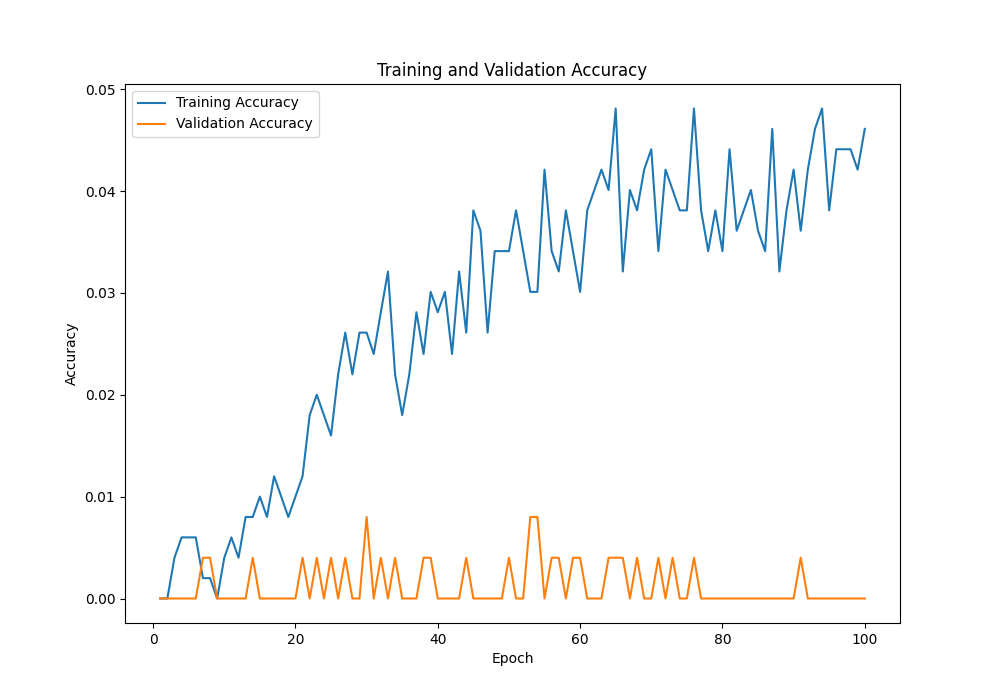 Training and Validation Accuracy
Training Accuracy
Validation Accuracy
Accuracy
0.05
0.04
0.03
0.02
0.01
0.00
0 20 40 60 80 100
Epoch